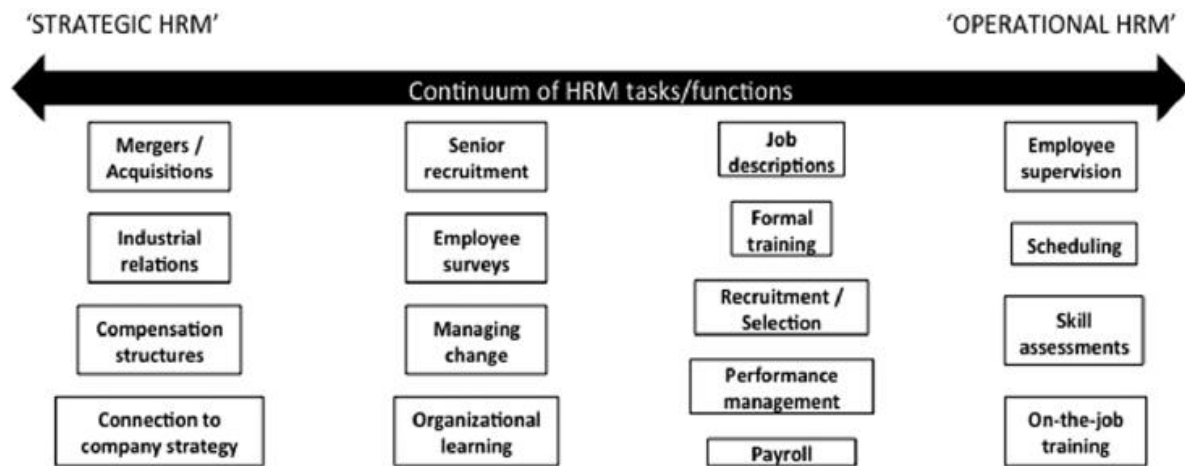 'STRATEGIC HRM'
'OPERATIONAL HRM'
Continuum of HRM tasks/functions
Mergers /
Acquisitions
Industrial
relations
Compensation
structures
Connection to
company strategy
Senior
recruitment
Employee
surveys
Managing
change
Organizational
learning
Job
descriptions
Formal
training
Recruitment /
Selection
Performance
management
Payroll
Employee
supervision
Scheduling
Skill
assessments
On-the-job
training